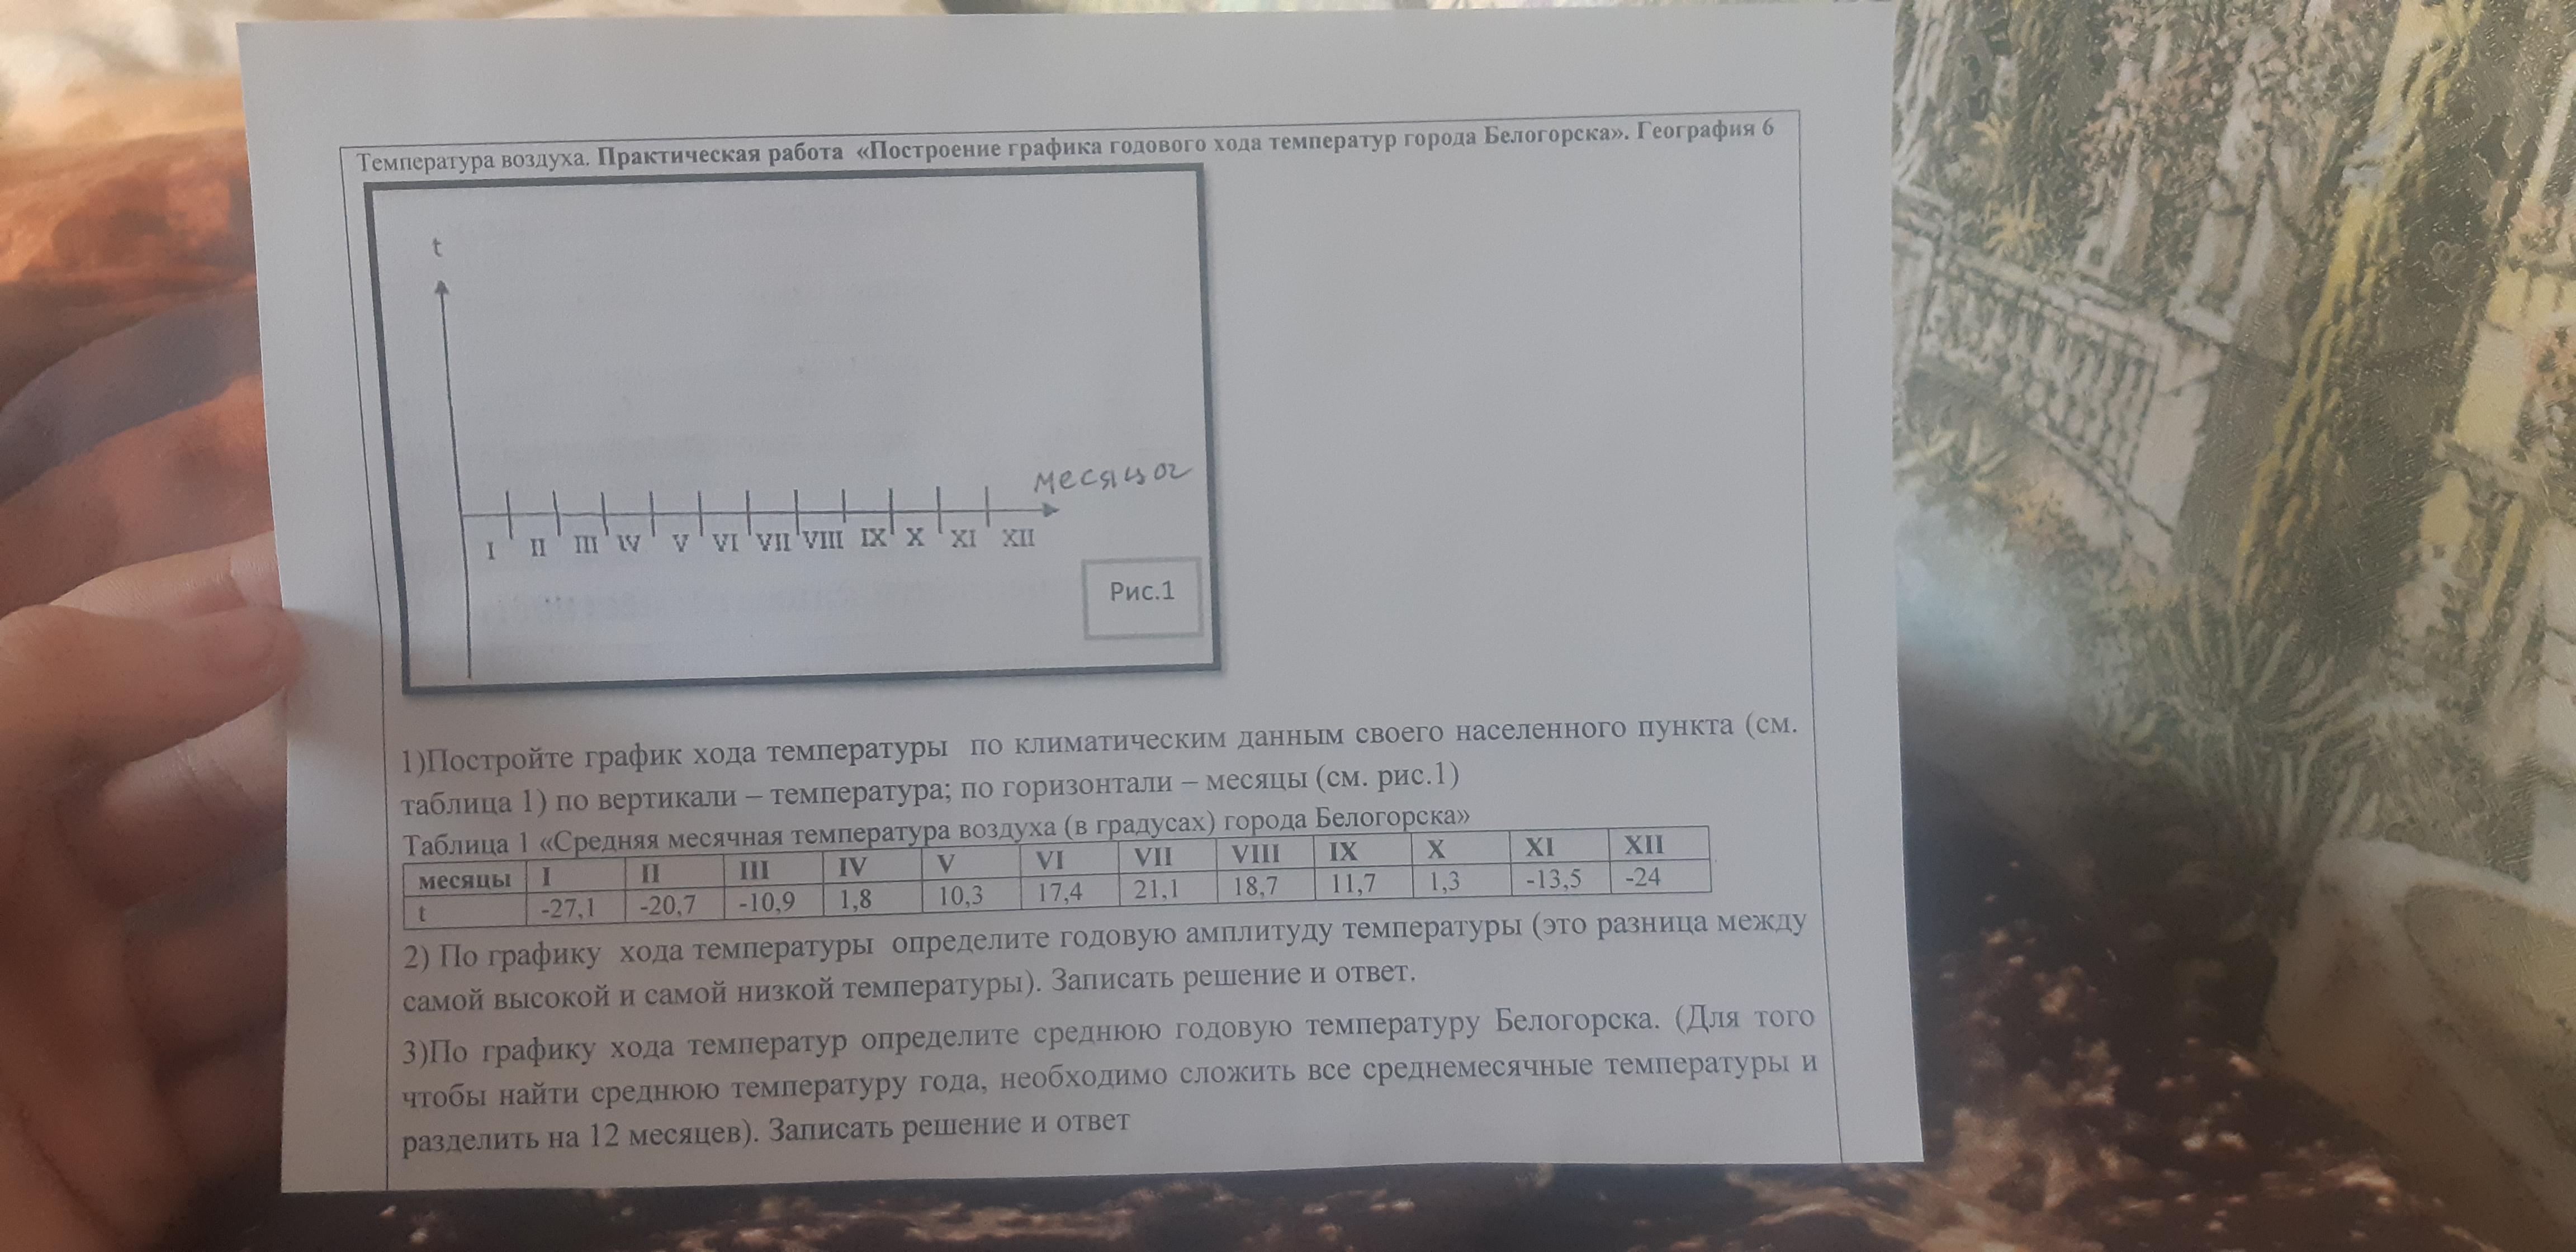 Температура воздуха. Практическая работа «Построение графика годового хода температур города Белогорска». География 6
t
месяцы
I II III IV V VI VII VIII IX X XI XII
Рис.1
1)Постройте график хода температуры по климатическим данным своего населенного пункта (см.
таблица 1) по вертикали – температура; по горизонтали – месяцы (см. рис.1)
Таблица 1 «Средняя месячная температура воздуха (в градусах) города Белогорска»
месяцы I II III IV V VI VII VIII IX X XI XII
t -27,1 -20,7 -10,9 1,8 10,3 17,4 21,1 18,7 11,7 1,3 -13,5 -24
2) По графику хода температуры определите годовую амплитуду температуры (это разница между
самой высокой и самой низкой температуры). Записать решение и ответ.
3)По графику хода температур определите среднюю годовую температуру Белогорска. (Для того
чтобы найти среднюю температуру года, необходимо сложить все среднемесячные температуры и
разделить на 12 месяцев). Записать решение и ответ